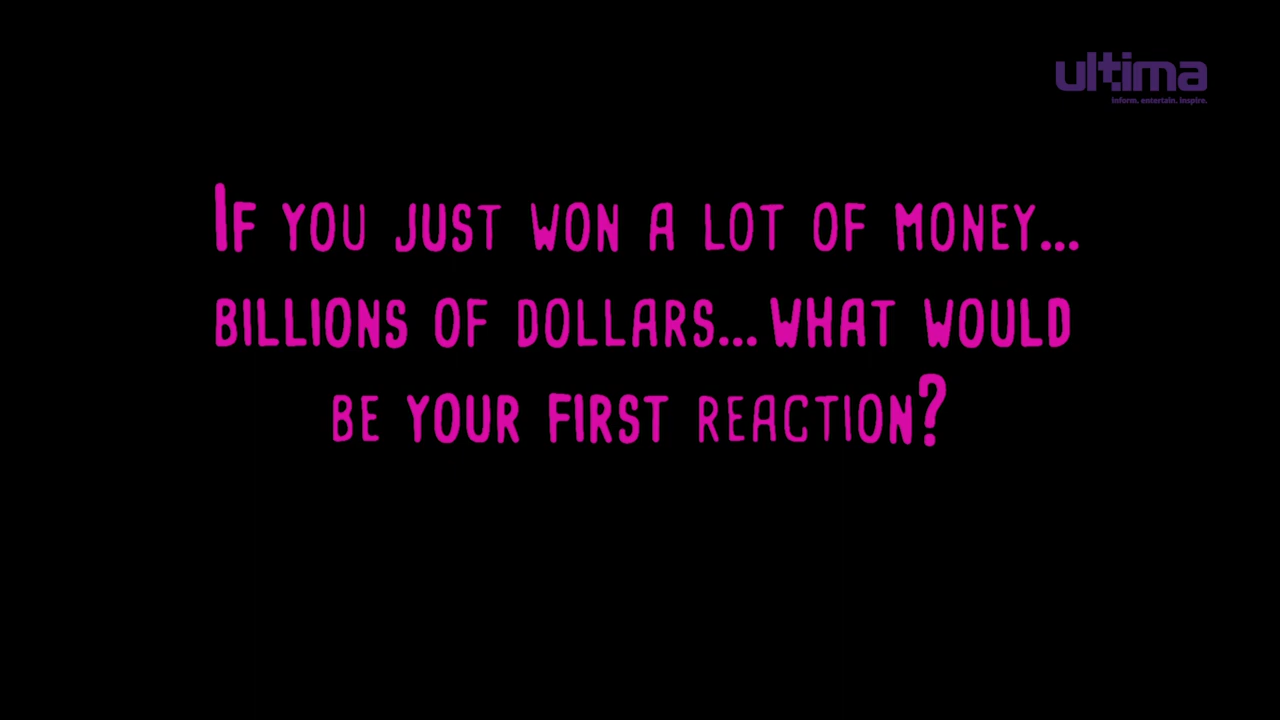 ultima
inform. entertain. inspire.
If you just won a lot of money...
billions of dollars... what would
be your first reaction?